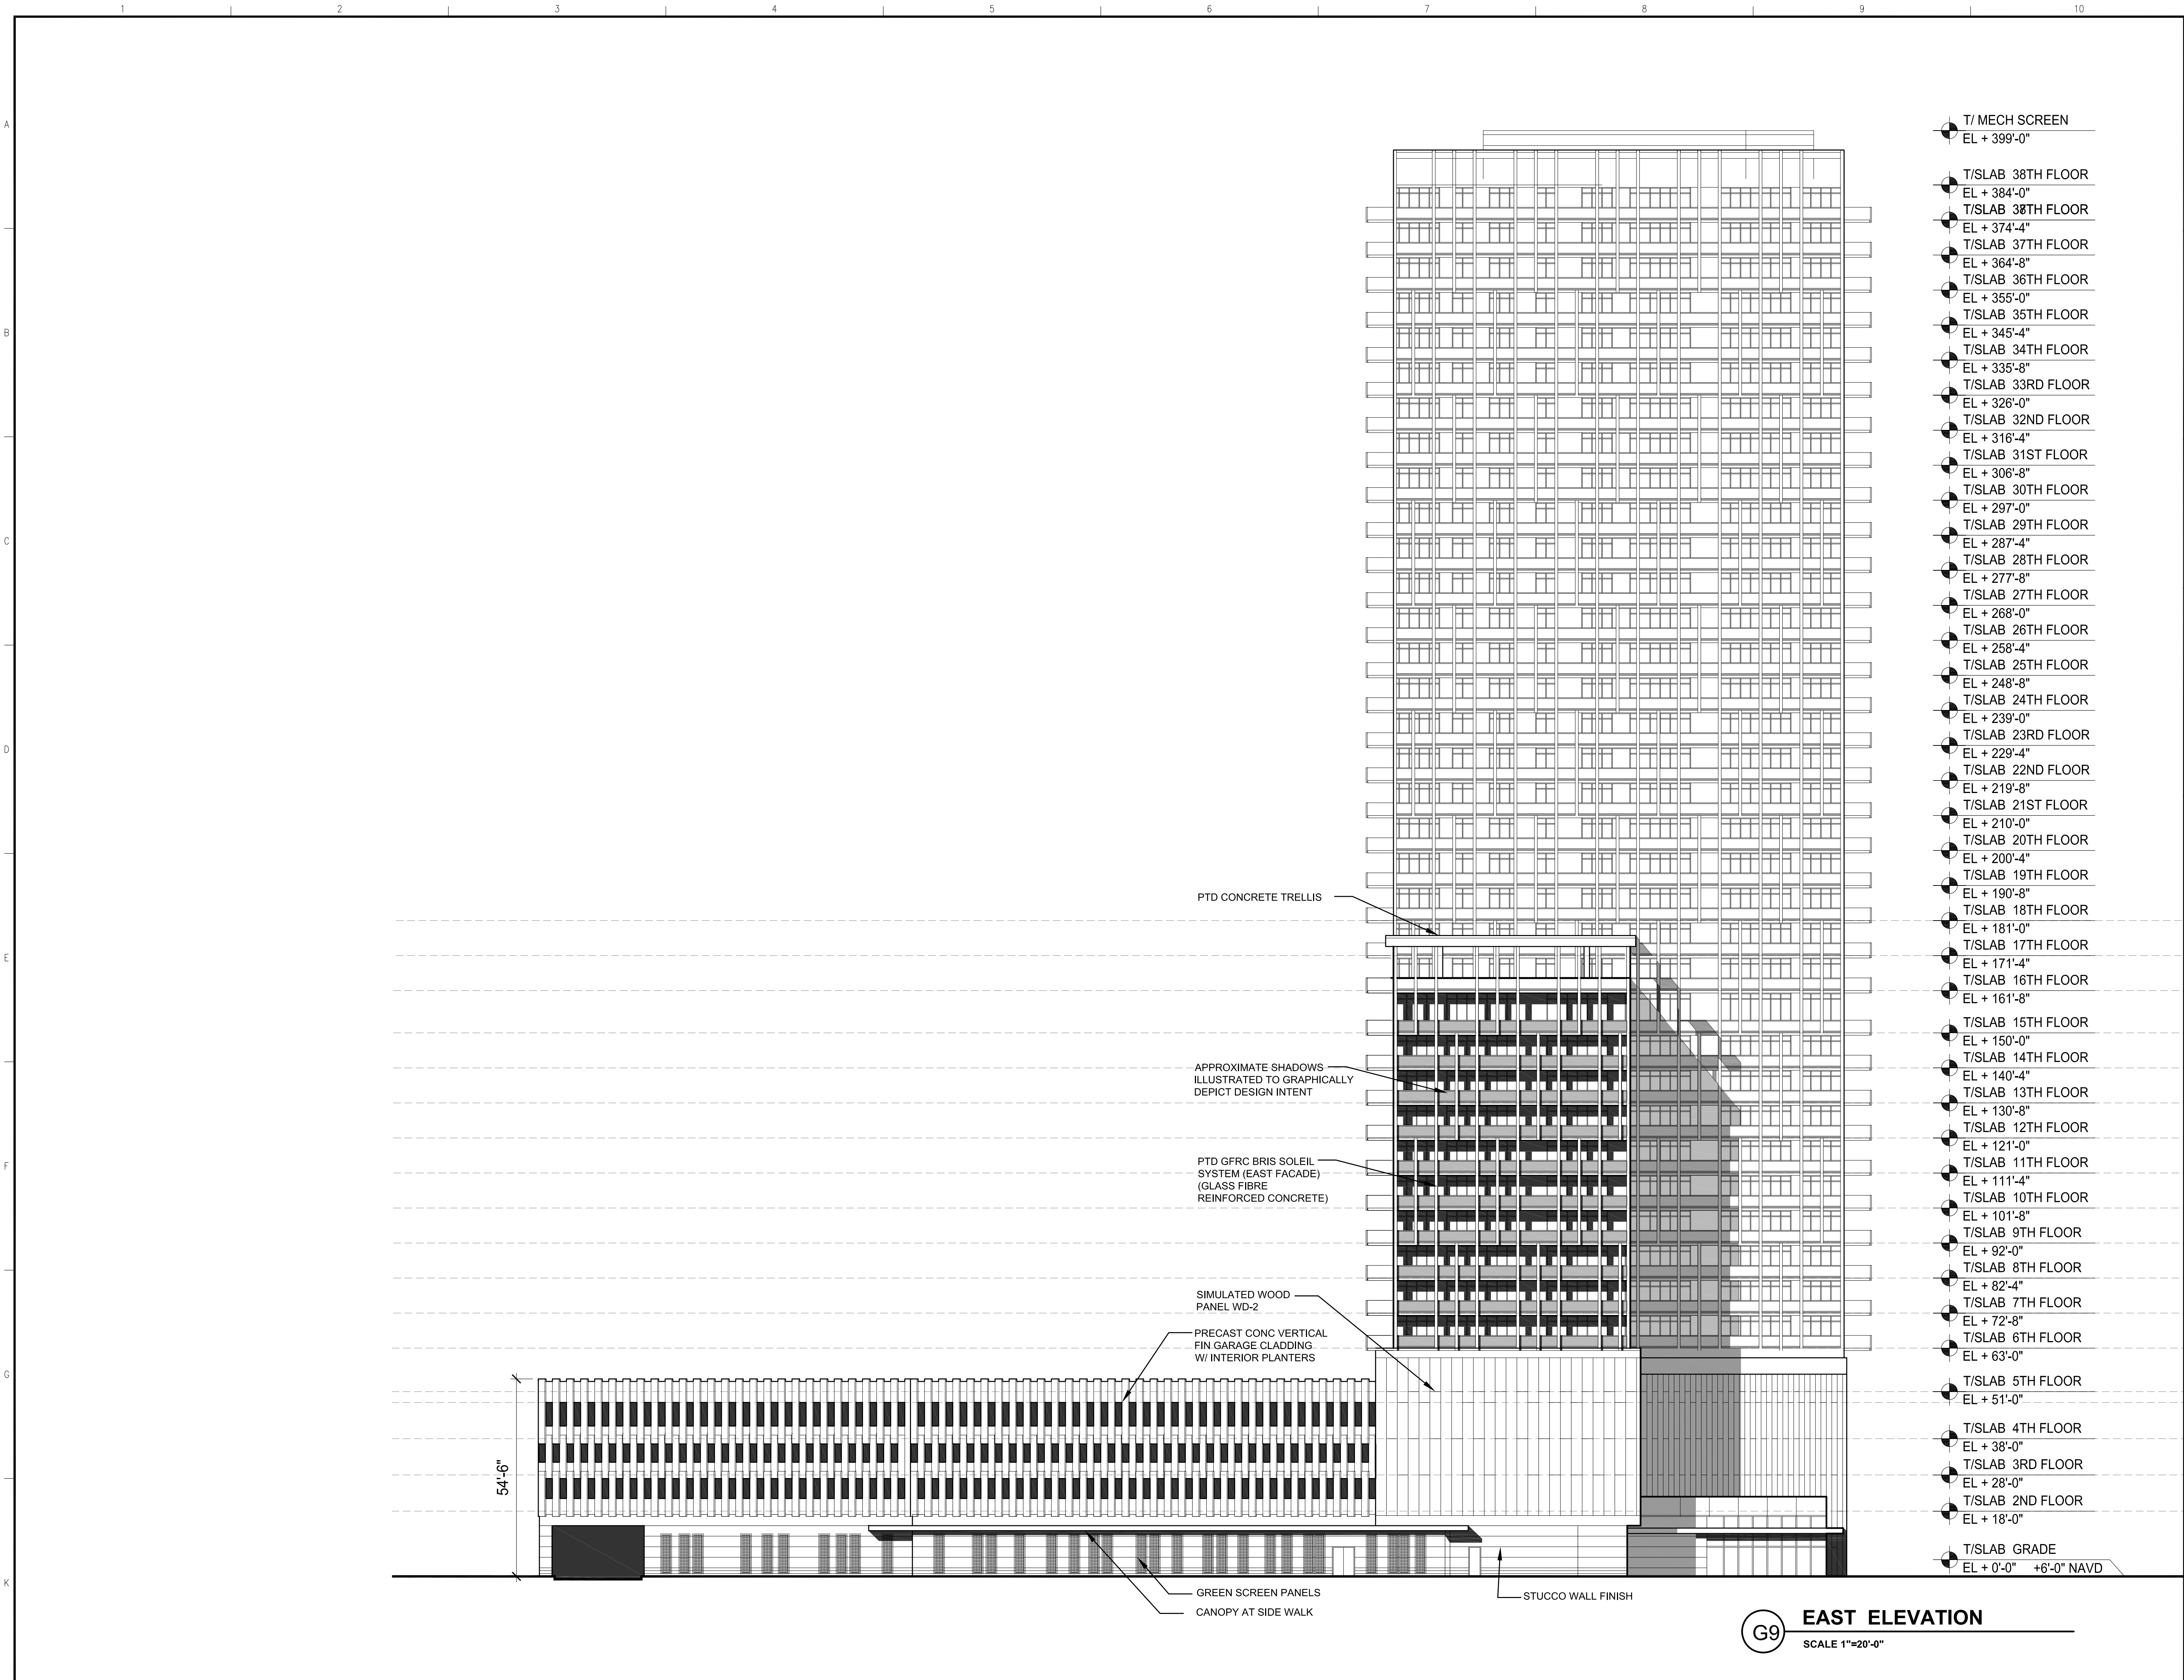 1 2 3 4 5 6 7 8 9 10
A
B
C
D
E
F
G
K
T/ MECH SCREEN
EL + 399'-0"
T/SLAB 38TH FLOOR
EL + 384'-0"
T/SLAB TH FLOOR
EL + 374'-4"
T/SLAB 37TH FLOOR
EL + 364'-8"
T/SLAB 36TH FLOOR
EL + 355'-0"
T/SLAB 35TH FLOOR
EL + 345'-4"
T/SLAB 34TH FLOOR
EL + 335'-8"
T/SLAB 33RD FLOOR
EL + 326'-0"
T/SLAB 32ND FLOOR
EL + 316'-4"
T/SLAB 31ST FLOOR
EL + 306'-8"
T/SLAB 30TH FLOOR
EL + 297'-0"
T/SLAB 29TH FLOOR
EL + 287'-4"
T/SLAB 28TH FLOOR
EL + 277'-8"
T/SLAB 27TH FLOOR
EL + 268'-0"
T/SLAB 26TH FLOOR
EL + 258'-4"
T/SLAB 25TH FLOOR
EL + 248'-8"
T/SLAB 24TH FLOOR
EL + 239'-0"
T/SLAB 23RD FLOOR
EL + 229'-4"
T/SLAB 22ND FLOOR
EL + 219'-8"
T/SLAB 21ST FLOOR
EL + 210'-0"
T/SLAB 20TH FLOOR
EL + 200'-4"
T/SLAB 19TH FLOOR
EL + 190'-8"
T/SLAB 18TH FLOOR
EL + 181'-0"
T/SLAB 17TH FLOOR
EL + 171'-4"
T/SLAB 16TH FLOOR
EL + 161'-8"
T/SLAB 15TH FLOOR
EL + 150'-0"
T/SLAB 14TH FLOOR
EL + 140'-4"
T/SLAB 13TH FLOOR
EL + 130'-8"
T/SLAB 12TH FLOOR
EL + 121'-0"
T/SLAB 11TH FLOOR
EL + 111'-4"
T/SLAB 10TH FLOOR
EL + 101'-8"
T/SLAB 9TH FLOOR
EL + 92'-0"
T/SLAB 8TH FLOOR
EL + 82'-4"
T/SLAB 7TH FLOOR
EL + 72'-8"
T/SLAB 6TH FLOOR
EL + 63'-0"
T/SLAB 5TH FLOOR
EL + 51'-0"
T/SLAB 4TH FLOOR
EL + 38'-0"
T/SLAB 3RD FLOOR
EL + 28'-0"
T/SLAB 2ND FLOOR
EL + 18'-0"
T/SLAB GRADE
EL + 0'-0" +6'-0" NAVD
PTD CONCRETE TRELLIS
APPROXIMATE SHADOWS
ILLUSTRATED TO GRAPHICALLY
DEPICT DESIGN INTENT
PTD GFRC BRIS SOLEIL
SYSTEM (EAST FACADE)
(GLASS FIBRE
REINFORCED CONCRETE)
SIMULATED WOOD
PANEL WD-2
PRECAST CONC VERTICAL
FIN GARAGE CLADDING
W/ INTERIOR PLANTERS
54'-6"
GREEN SCREEN PANELS
CANOPY AT SIDE WALK
STUCCO WALL FINISH
G9
EAST ELEVATION
SCALE 1"=20'-0"